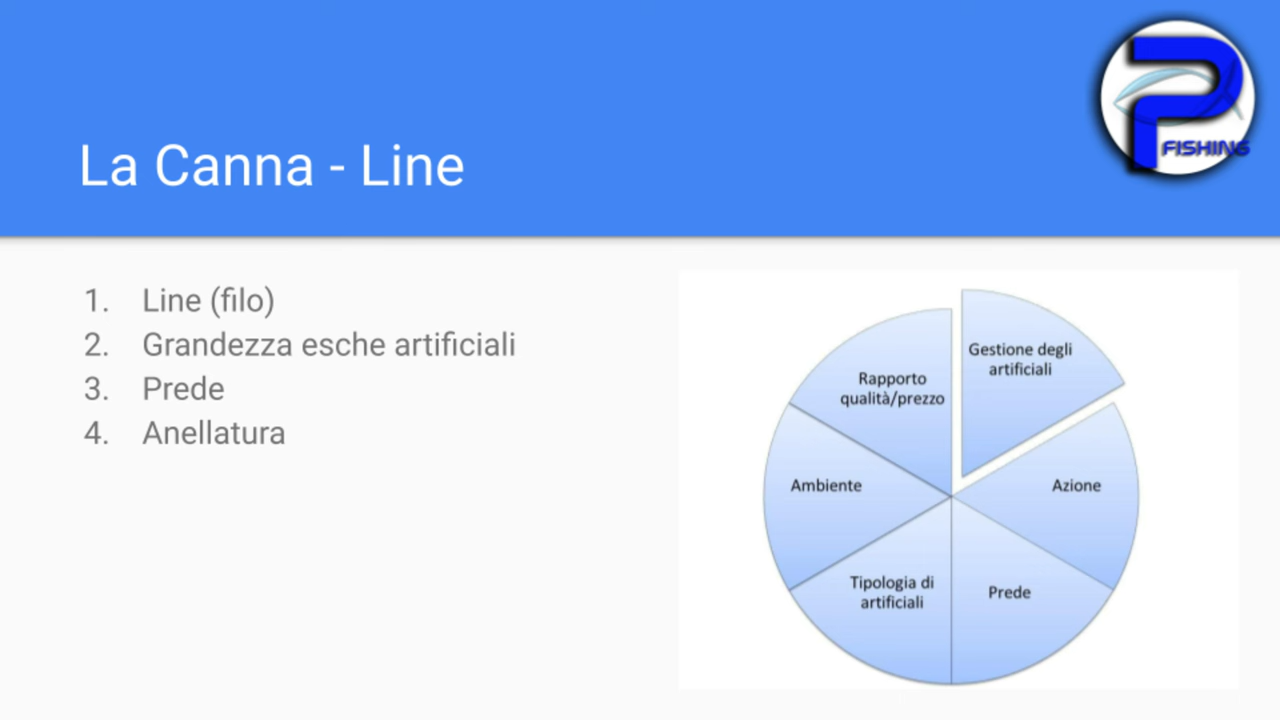 La Canna - Line
FISHING
1. Line (filo)
2. Grandezza esche artificiali
3. Prede
4. Anellatura
Gestione degli
artificiali
Rapporto
qualità/prezzo
Ambiente
Azione
Tipologia di
artificiali
Prede